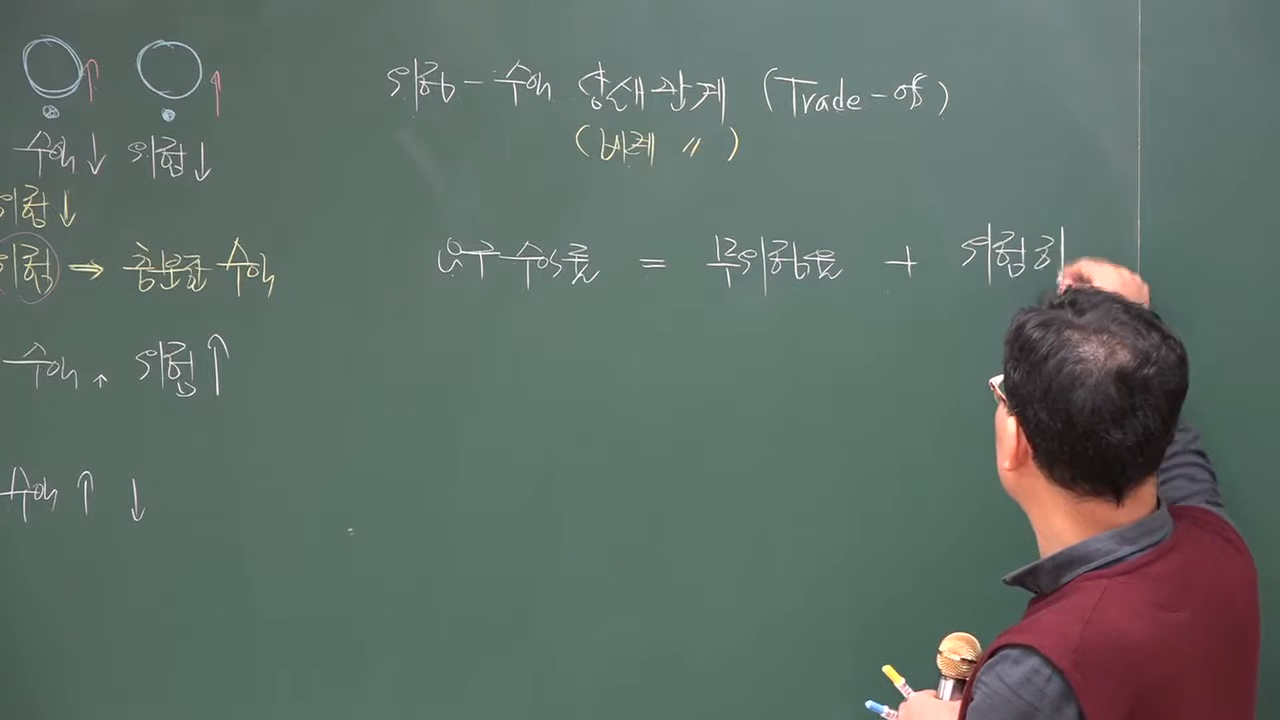 위험 - 수익 상쇄관계 (Trade-off)
(비례 〃)
요구수익률 = 무위험률 + 위험
수익↓ 위험↓
위험↓
위험 → 충분한 수익
수익↑ 위험↑
수익↑ ↓